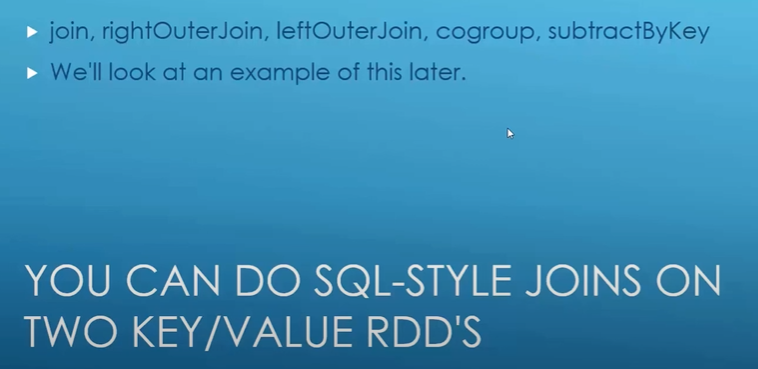 join, rightOuterJoin, leftOuterJoin, cogroup, subtractByKey
We'll look at an example of this later.
YOU CAN DO SQL-STYLE JOINS ON
TWO KEY/VALUE RDD'S